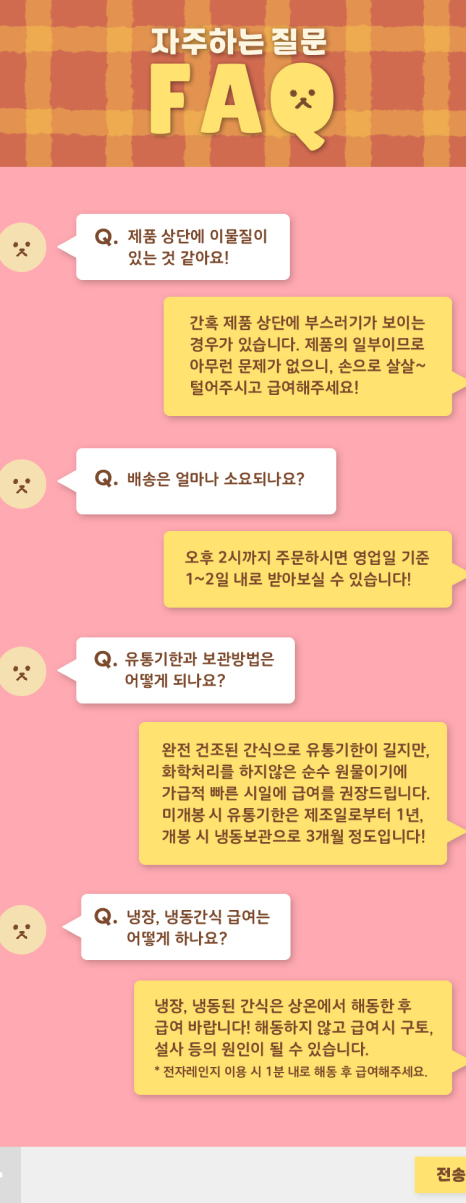 자주하는 질문
FAQ
Q. 제품 상단에 이물질이
있는 것 같아요!
간혹 제품 상단에 부스러기가 보이는
경우가 있습니다. 제품의 일부이므로
아무런 문제가 없으니, 손으로 살살~
털어주시고 급여해주세요!
Q. 배송은 얼마나 소요되나요?
오후 2시까지 주문하시면 영업일 기준
1~2일 내로 받아보실 수 있습니다!
Q. 유통기한과 보관방법은
어떻게 되나요?
완전 건조된 간식으로 유통기한이 길지만,
화학처리를 하지않은 순수 원물이기에
가급적 빠른 시일에 급여를 권장드립니다.
미개봉 시 유통기한은 제조일로부터 1년,
개봉 시 냉동보관으로 3개월 정도입니다!
Q. 냉장, 냉동간식 급여는
어떻게 하나요?
냉장, 냉동된 간식은 상온에서 해동한 후
급여 바랍니다! 해동하지 않고 급여 시 구토,
설사 등의 원인이 될 수 있습니다.
* 전자레인지 이용 시 1분 내로 해동 후 급여해주세요.
전송